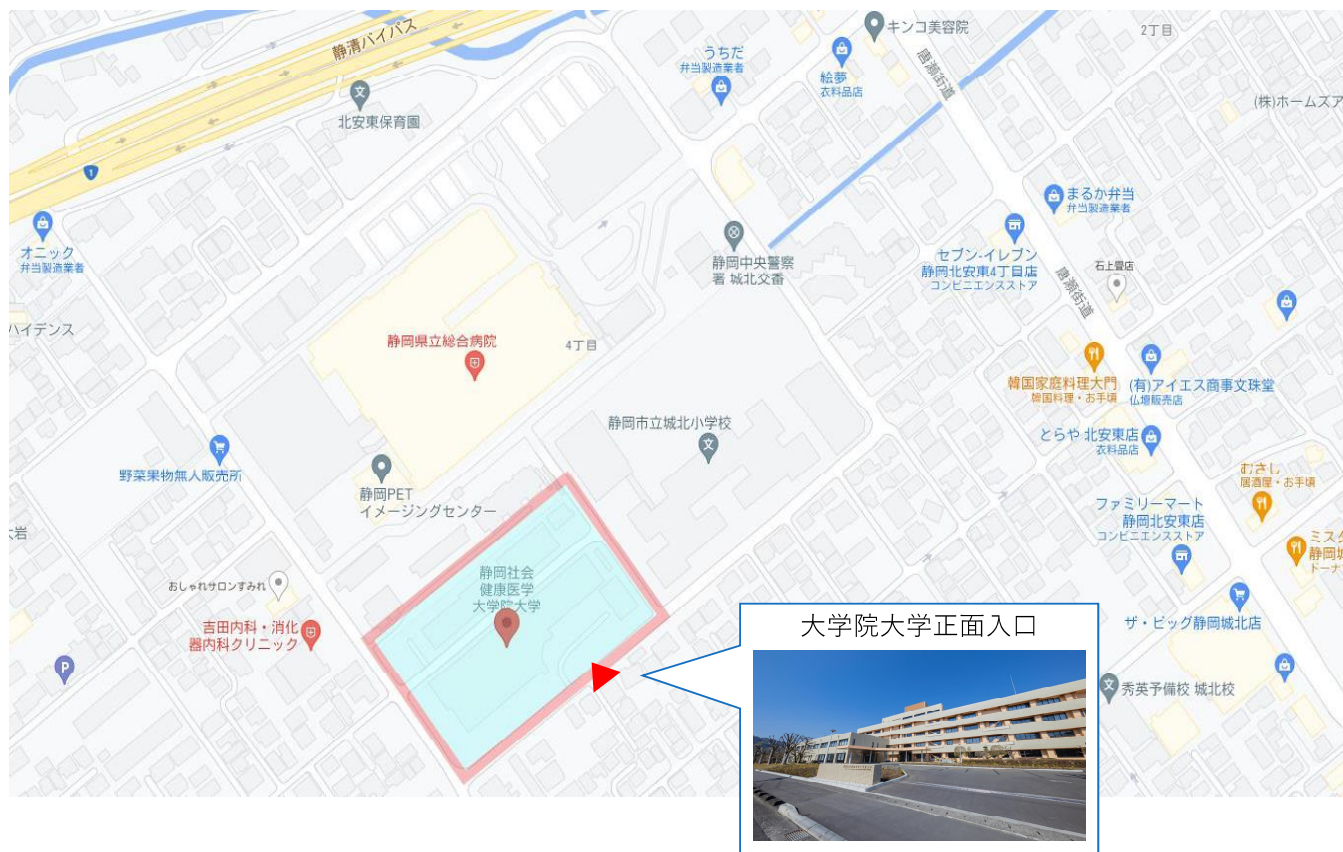 静清バイパス
キンコ美容院
2丁目
うちだ
弁当製造業者
絵夢
衣料品店
唐瀬街道
(株)ホームズア
北安東保育園
1
まるか弁当
弁当製造業者
オニック
弁当製造業者
静岡中央警察
署 城北交番
セブン-イレブン
静岡北安東4丁目店
コンビニエンスストア
石上畳店
唐瀬街道
ハイデンス
静岡県立総合病院
4丁目
韓国家庭料理大門
韓国料理・お手頃
(有)アイエス商事文珠堂
仏壇販売店
静岡市立城北小学校
とらや 北安東店
衣料品店
野菜果物無人販売所
静岡PET
イメージングセンター
むさし
居酒屋・お手頃
ファミリーマート
静岡北安東店
コンビニエンスストア
大岩
ミスタ
静岡城
ドーナ
静岡社会
健康医学
大学院大学
おしゃれサロンすみれ
吉田内科・消化
器内科クリニック
ザ・ビッグ静岡城北店
P
大学院大学正面入口
秀英予備校 城北校